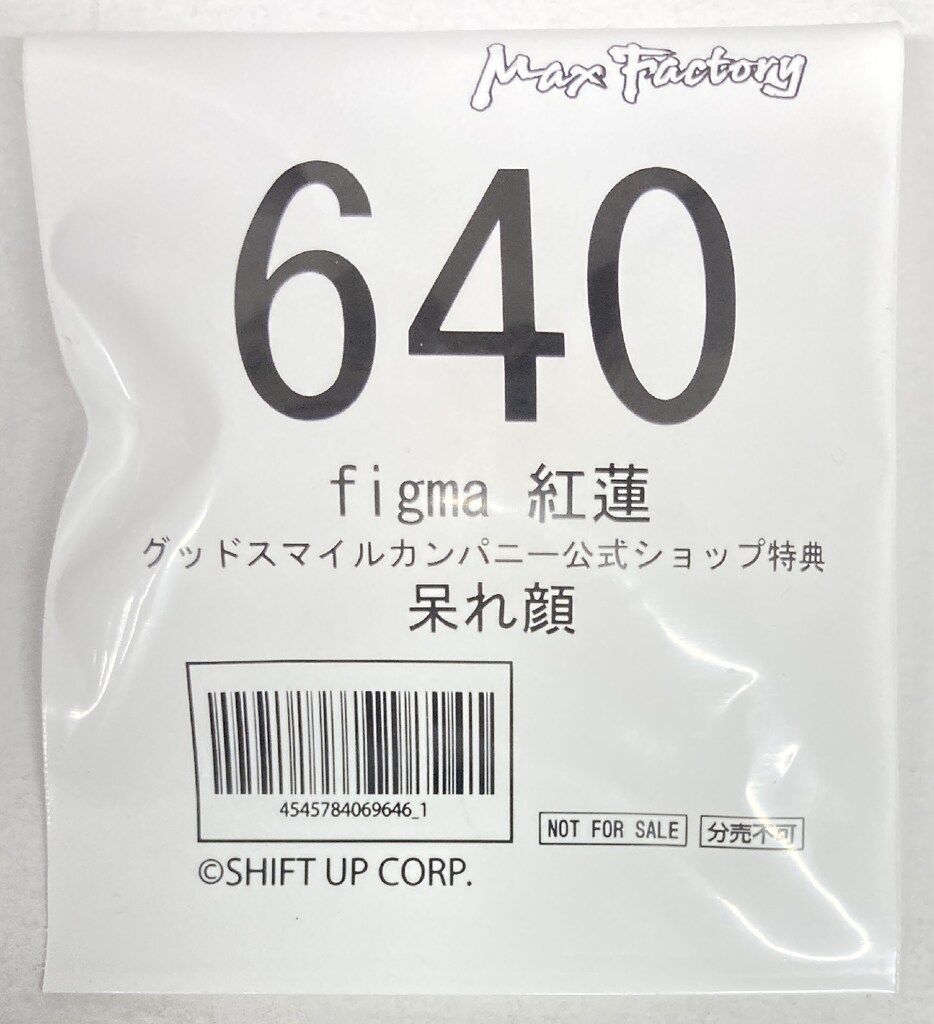 Max Factory
640
figma 紅蓮
グッドスマイルカンパニー公式ショップ特典
呆れ顔
4545784069646_1
NOT FOR SALE 分売不可
©SHIFT UP CORP.